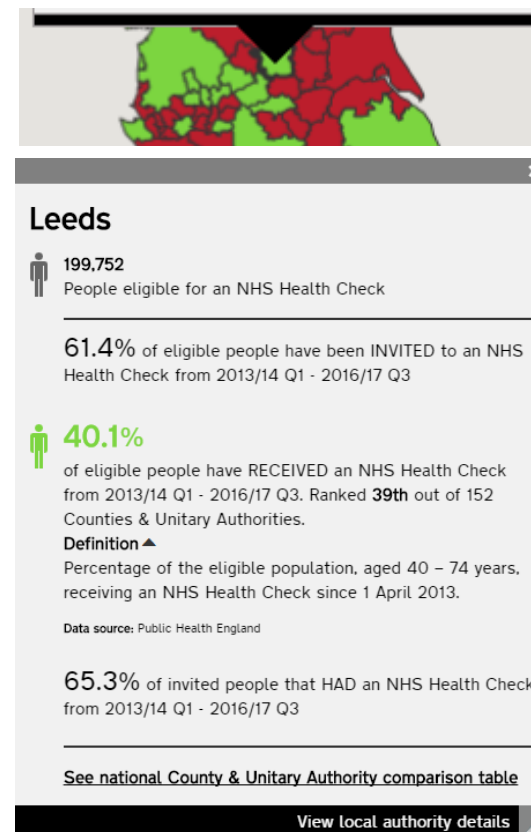 Leeds
199,752
People eligible for an NHS Health Check
61.4% of eligible people have been INVITED to an NHS
Health Check from 2013/14 Q1 - 2016/17 Q3
40.1%
of eligible people have RECEIVED an NHS Health Check
from 2013/14 Q1 - 2016/17 Q3. Ranked 39th out of 152
Counties & Unitary Authorities.
Definition ▲
Percentage of the eligible population, aged 40 – 74 years,
receiving an NHS Health Check since 1 April 2013.
Data source: Public Health England
65.3% of invited people that HAD an NHS Health Check
from 2013/14 Q1 - 2016/17 Q3
See national County & Unitary Authority comparison table
View local authority details